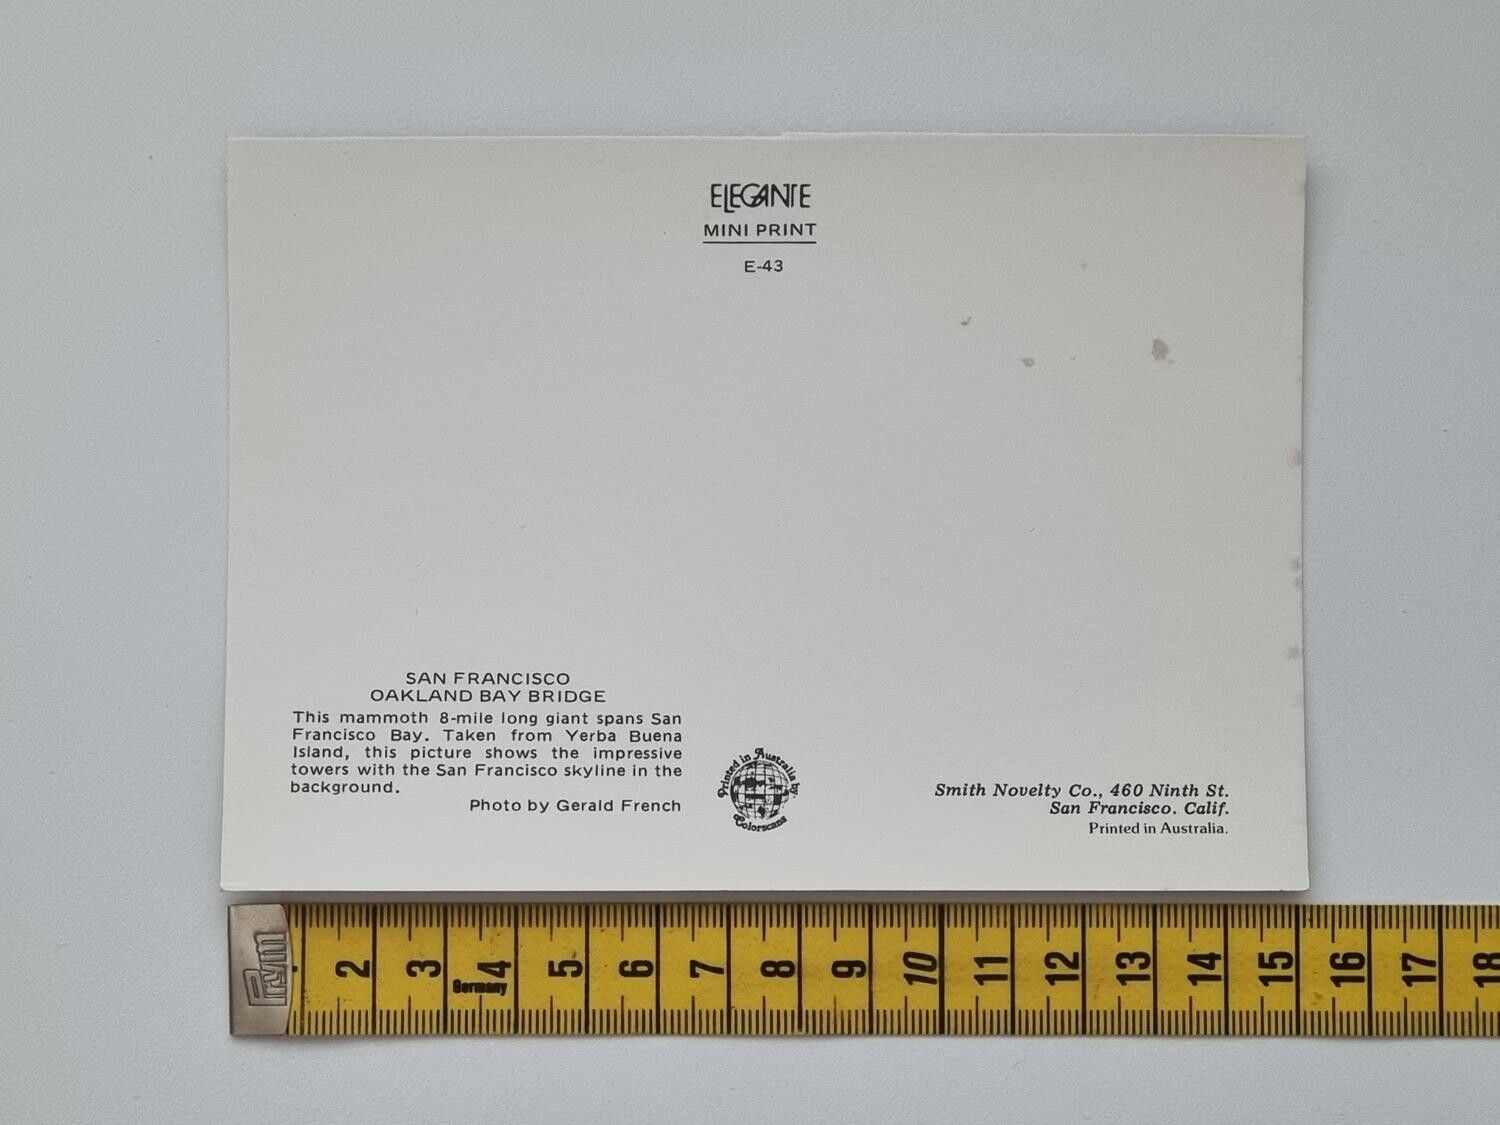 ELEGANTE
MINI PRINT
E-43
SAN FRANCISCO
OAKLAND BAY BRIDGE
This mammoth 8-mile long giant spans San
Francisco Bay. Taken from Yerba Buena
Island, this picture shows the impressive
towers with the San Francisco skyline in the
background.
Photo by Gerald French
Printed in Australia by:
Colorscans
Smith Novelty Co., 460 Ninth St.
San Francisco. Calif.
Printed in Australia.
Prym
2 3 4 5 6 7 8 9 10 11 12 13 14 15 16 17 18
Germany